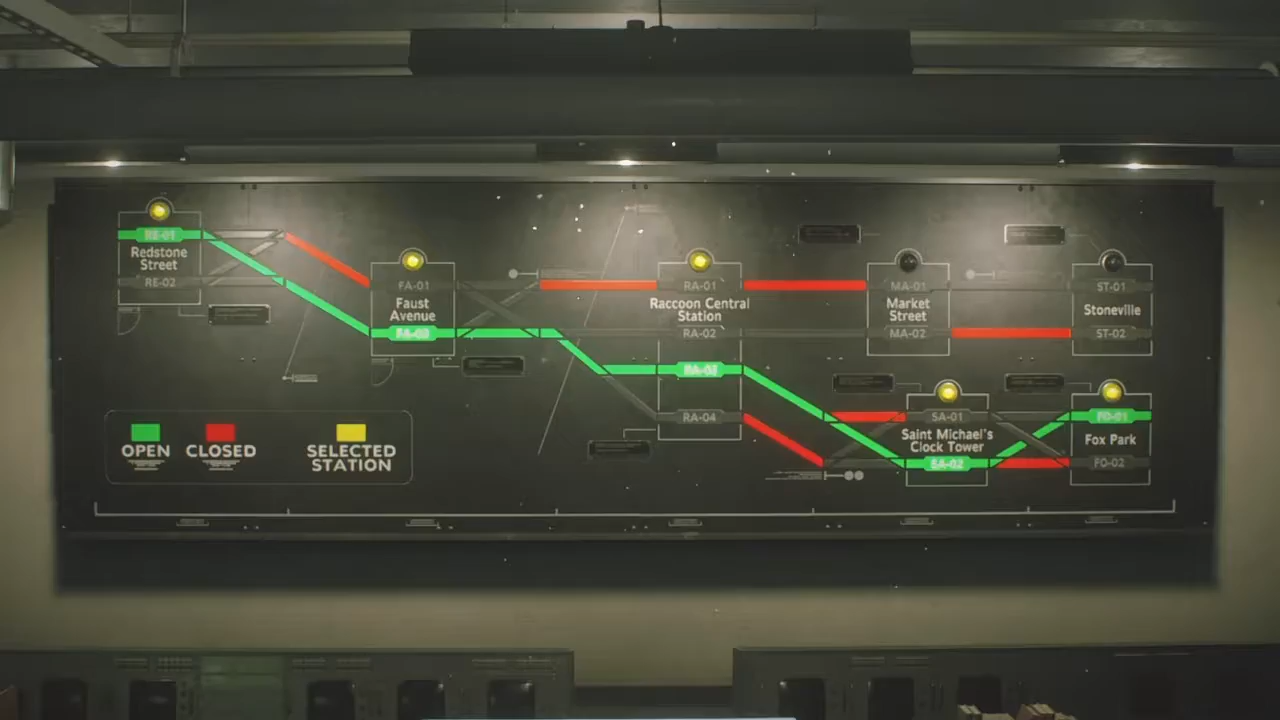 RE-01
Redstone
Street
RE-02
FA-01
Faust
Avenue
FA-02
RA-01
Raccoon Central
Station
RA-02
RA-03
RA-04
MA-01
Market
Street
MA-02
ST-01
Stoneville
ST-02
SA-01
Saint Michael's
Clock Tower
SA-02
FO-01
Fox Park
FO-02
OPEN
CLOSED
SELECTED
STATION